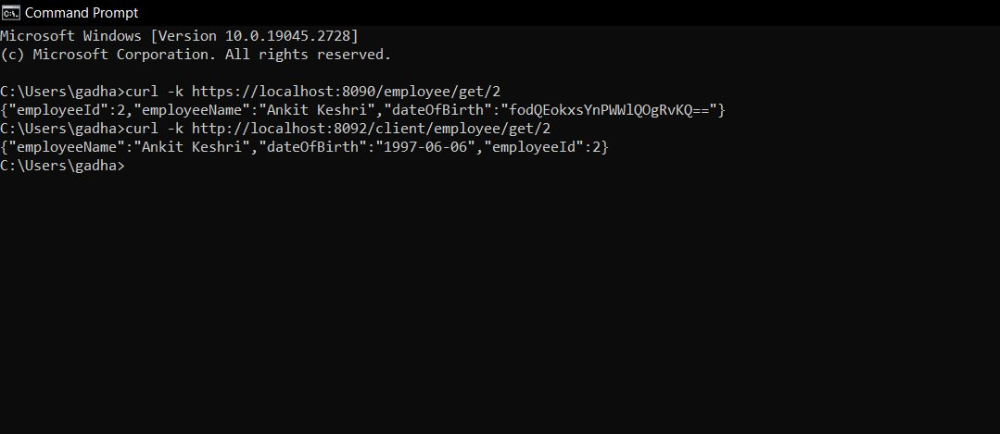 Command Prompt
Microsoft Windows [Version 10.0.19045.2728]
(c) Microsoft Corporation. All rights reserved.
C:\Users\gadha>curl -k https://localhost:8090/employee/get/2
{"employeeId":2,"employeeName":"Ankit Keshri","dateOfBirth":"fodQEokxsYnPWWlQOgRvKQ=="}
C:\Users\gadha>curl -k http://localhost:8092/client/employee/get/2
{"employeeName":"Ankit Keshri","dateOfBirth":"1997-06-06","employeeId":2}
C:\Users\gadha>